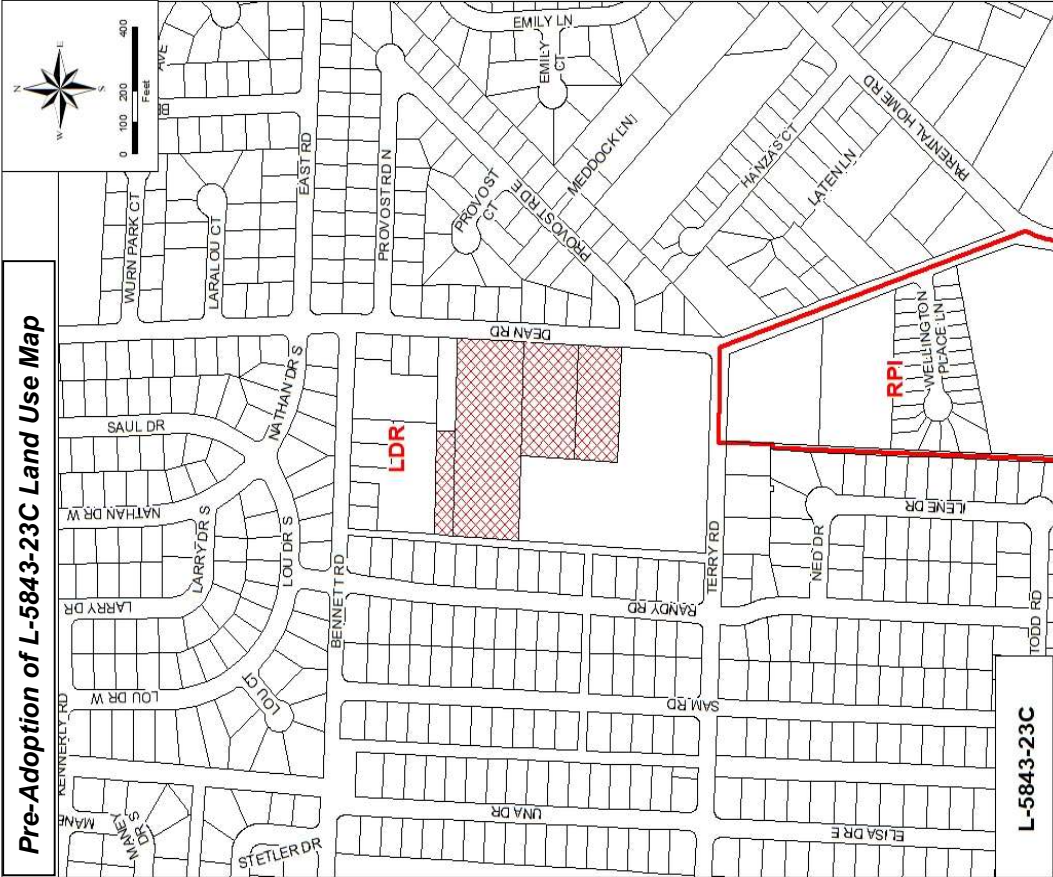 Pre-Adoption of L-5843-23C Land Use Map
N
W
E
S
0
100
200
400
Feet
AVE
EMILY LN
EMILY
CT
WURN PARK CT
LARALOU CT
EAST RD
PROVOST RD N
PROVOST
CT
PROVOST RD E
MEDDOCK LN
HANZAS CT
LATEN LN
PARENTAL HOME RD
DEAN RD
NATHAN DR S
SAUL DR
NATHAN DR W
LARRY DR S
LOU DR S
LARRY DR
LOU DR W
LOU CT
KENNERLY RD
BENNETT RD
LDR
RPI
WELLINGTON
PLACE LN
TERRY RD
RANDY RD
SAM RD
NED DR
ILENE DR
TODD RD
MANEY
DR S
STETLER DR
UNA DR
ELISA DR E
L-5843-23C